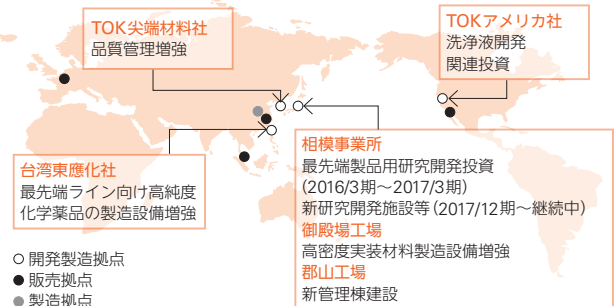 TOK尖端材料社
品質管理増強
TOKアメリカ社
洗浄液開発
関連投資
台湾東應化社
最先端ライン向け高純度
化学薬品の製造設備増強
相模事業所
最先端製品用研究開発投資
(2016/3期〜2017/3期)
新研究開発施設等(2017/12期〜継続中)
御殿場工場
高密度実装材料製造設備増強
郡山工場
新管理棟建設
○ 開発製造拠点
● 販売拠点
● 製造拠点